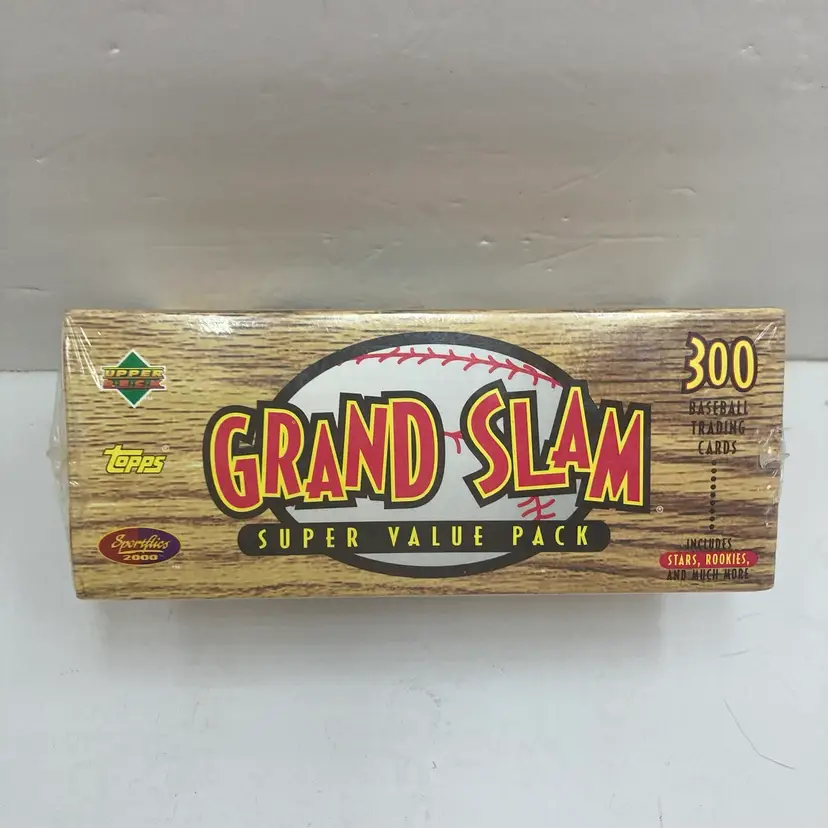 UPPER
DECK
TOPPS
Sportflics
2000
GRAND SLAM
®
SUPER VALUE PACK
300
BASEBALL
TRADING
CARDS
INCLUDES
STARS, ROOKIES,
AND MUCH MORE